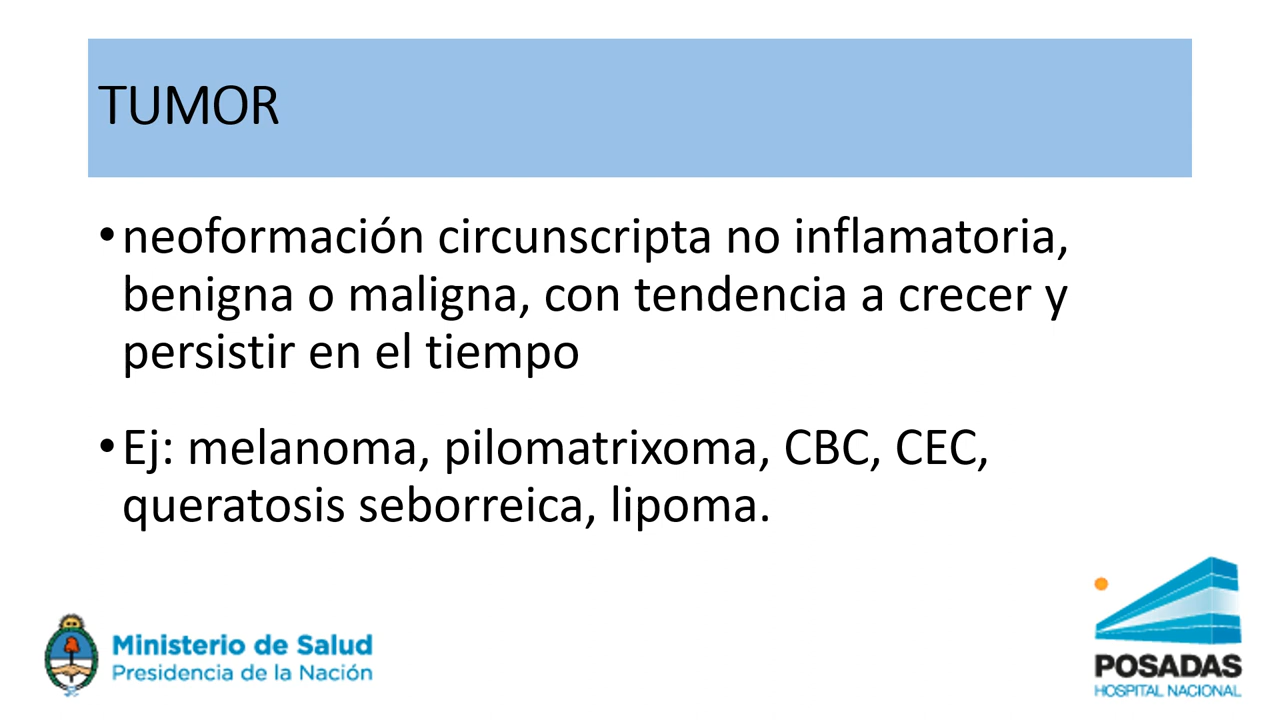 TUMOR
•neoformación circunscripta no inflamatoria,
benigna o maligna, con tendencia a crecer y
persistir en el tiempo
•Ej: melanoma, pilomatrixoma, CBC, CEC,
queratosis seborreica, lipoma.
Ministerio de Salud
Presidencia de la Nación
POSADAS
HOSPITAL NACIONAL